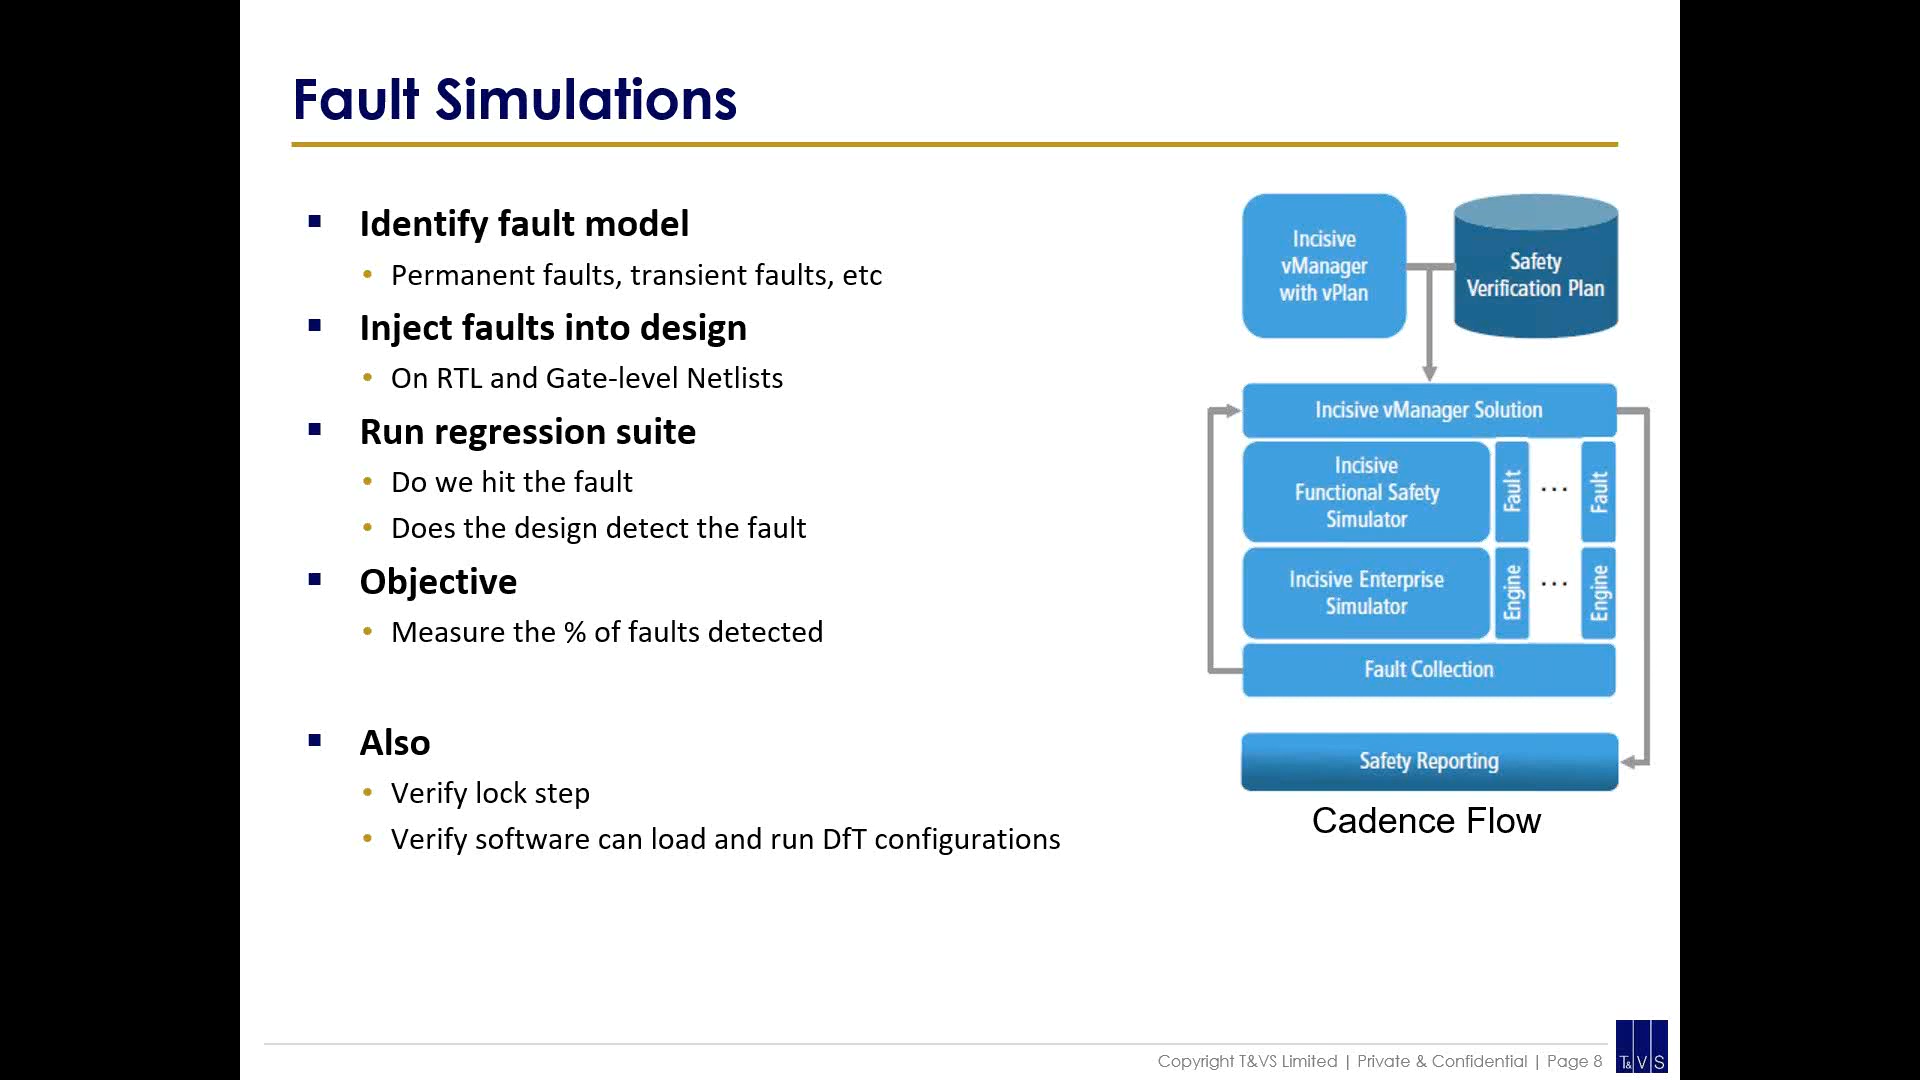 Fault Simulations
Identify fault model
Permanent faults, transient faults, etc
Inject faults into design
On RTL and Gate-level Netlists
Run regression suite
Do we hit the fault
Does the design detect the fault
Objective
Measure the % of faults detected
Also
Verify lock step
Verify software can load and run DfT configurations
Incisive
vManager
with vPlan
Safety
Verification Plan
Incisive vManager Solution
Incisive
Functional Safety
Simulator
Fault
...
Fault
Incisive Enterprise
Simulator
Engine
...
Engine
Fault Collection
Safety Reporting
Cadence Flow
Copyright T&VS Limited | Private & Confidential | Page 8
T&VS